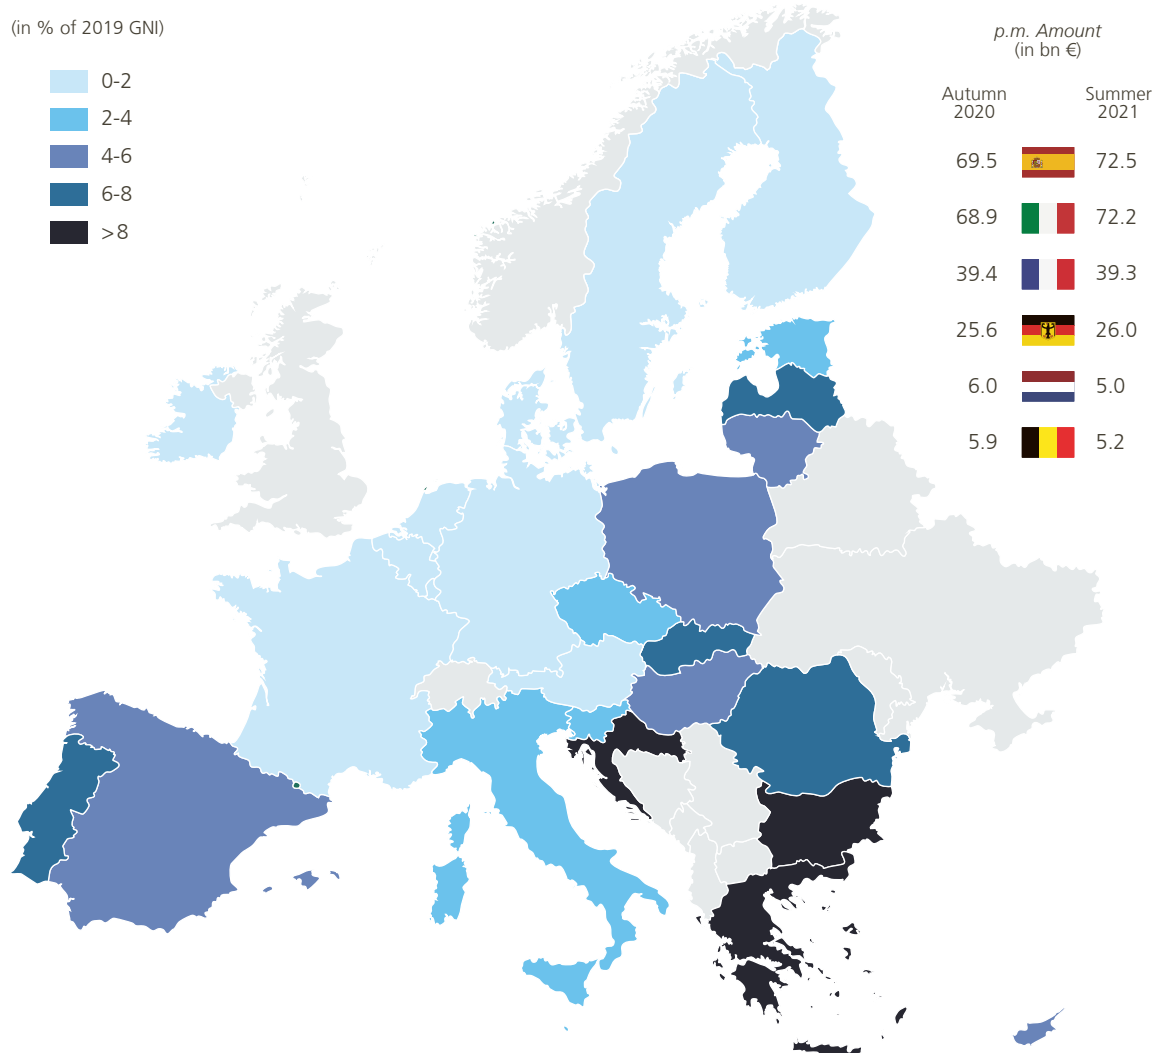 (in % of 2019 GNI)
0-2
2-4
4-6
6-8
>8
p.m. Amount
(in bn €)
Autumn
2020
Summer
2021
69.5 72.5
68.9 72.2
39.4 39.3
25.6 26.0
6.0 5.0
5.9 5.2